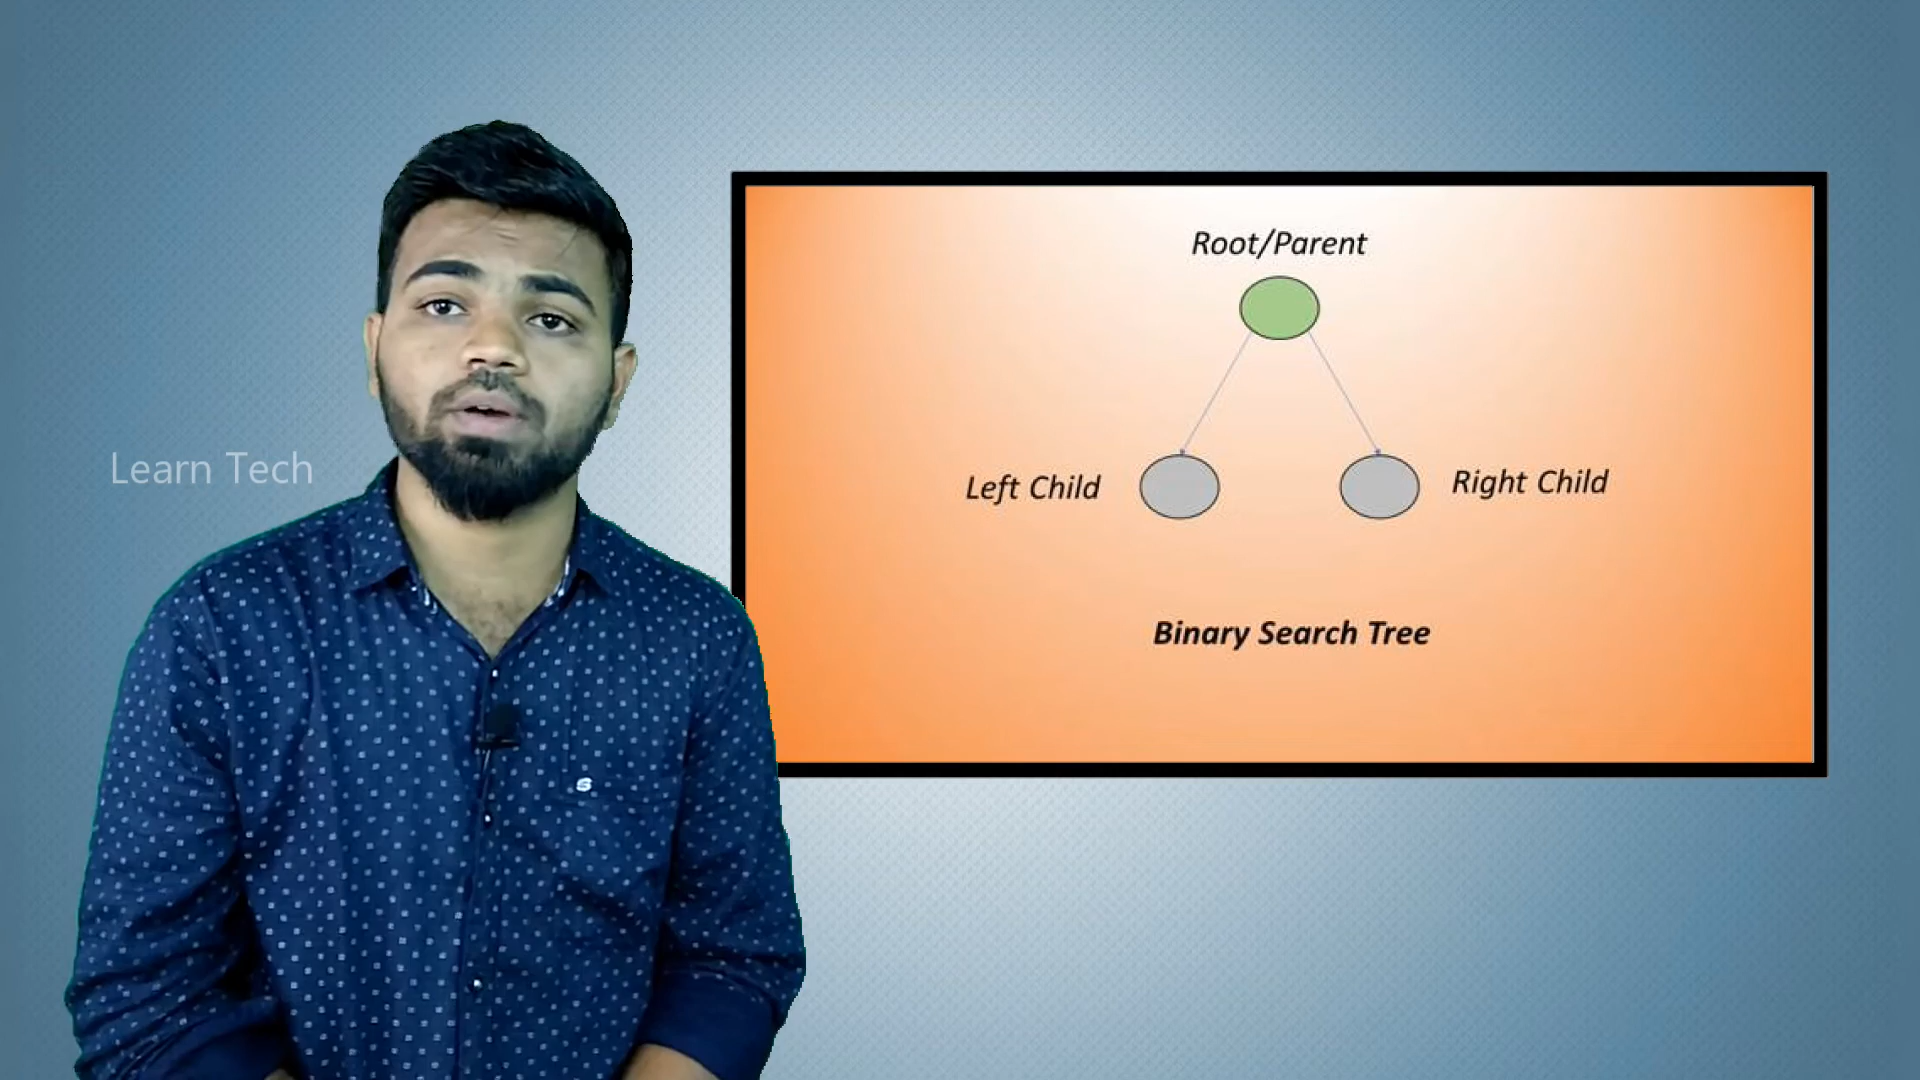 Learn Tech
Root/Parent
Left Child
Right Child
Binary Search Tree